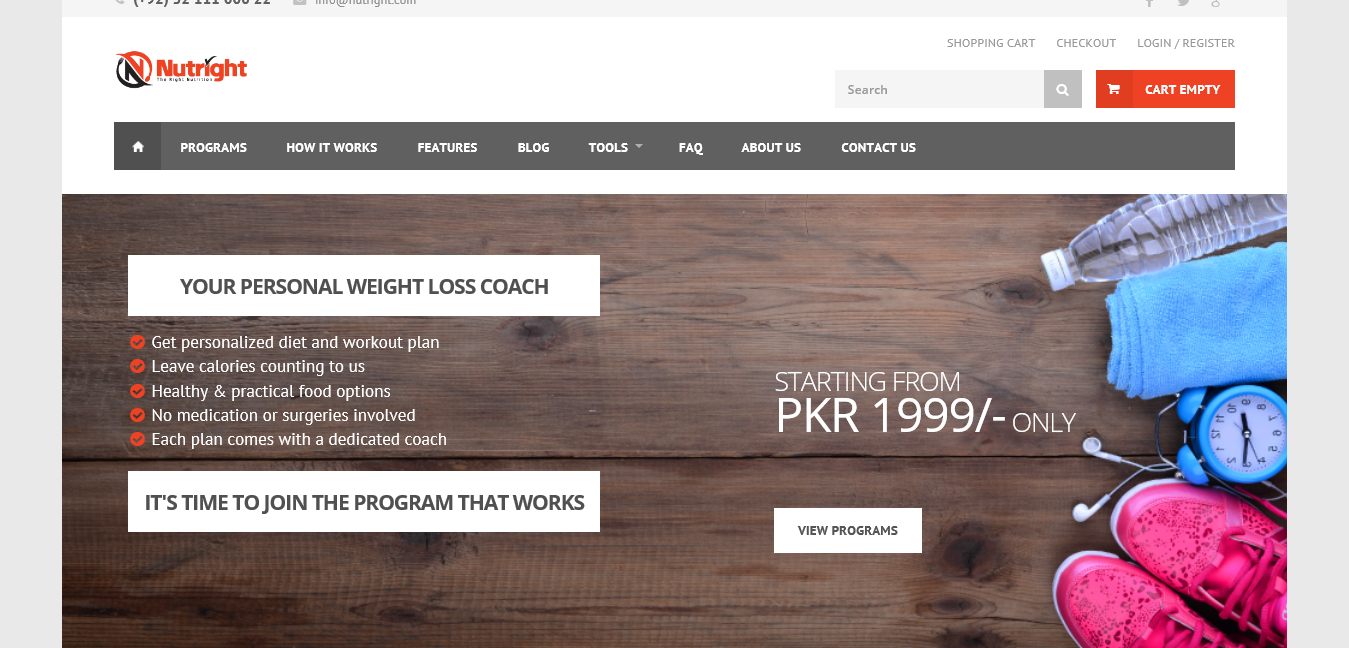 (+92) 32 111 000 22
info@nutright.com
SHOPPING CART
CHECKOUT
LOGIN / REGISTER
Nutright
The Right Nutrition
Search
CART EMPTY
PROGRAMS
HOW IT WORKS
FEATURES
BLOG
TOOLS
FAQ
ABOUT US
CONTACT US
YOUR PERSONAL WEIGHT LOSS COACH
Get personalized diet and workout plan
Leave calories counting to us
Healthy & practical food options
No medication or surgeries involved
Each plan comes with a dedicated coach
IT'S TIME TO JOIN THE PROGRAM THAT WORKS
STARTING FROM
PKR 1999/- ONLY
VIEW PROGRAMS